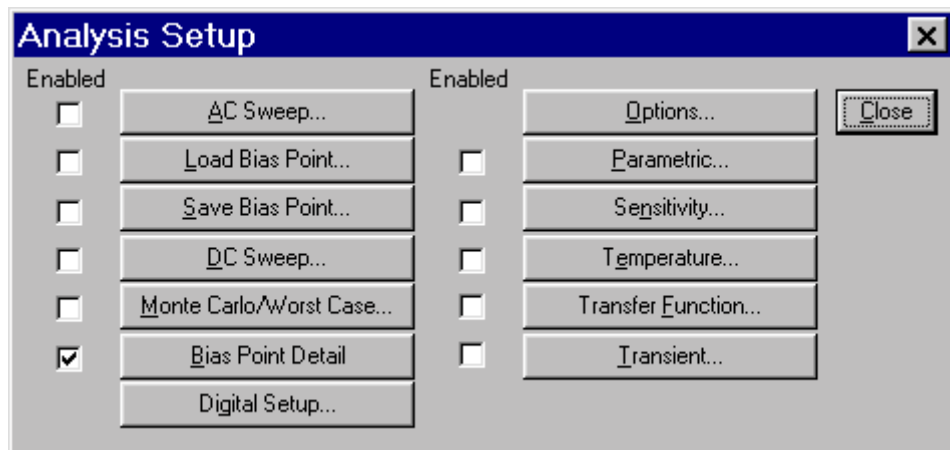 Analysis Setup
Enabled
AC Sweep...
Load Bias Point...
Save Bias Point...
DC Sweep...
Monte Carlo/Worst Case...
Bias Point Detail
Digital Setup...
Enabled
Options...
Parametric...
Sensitivity...
Temperature...
Transfer Function...
Transient...
Close